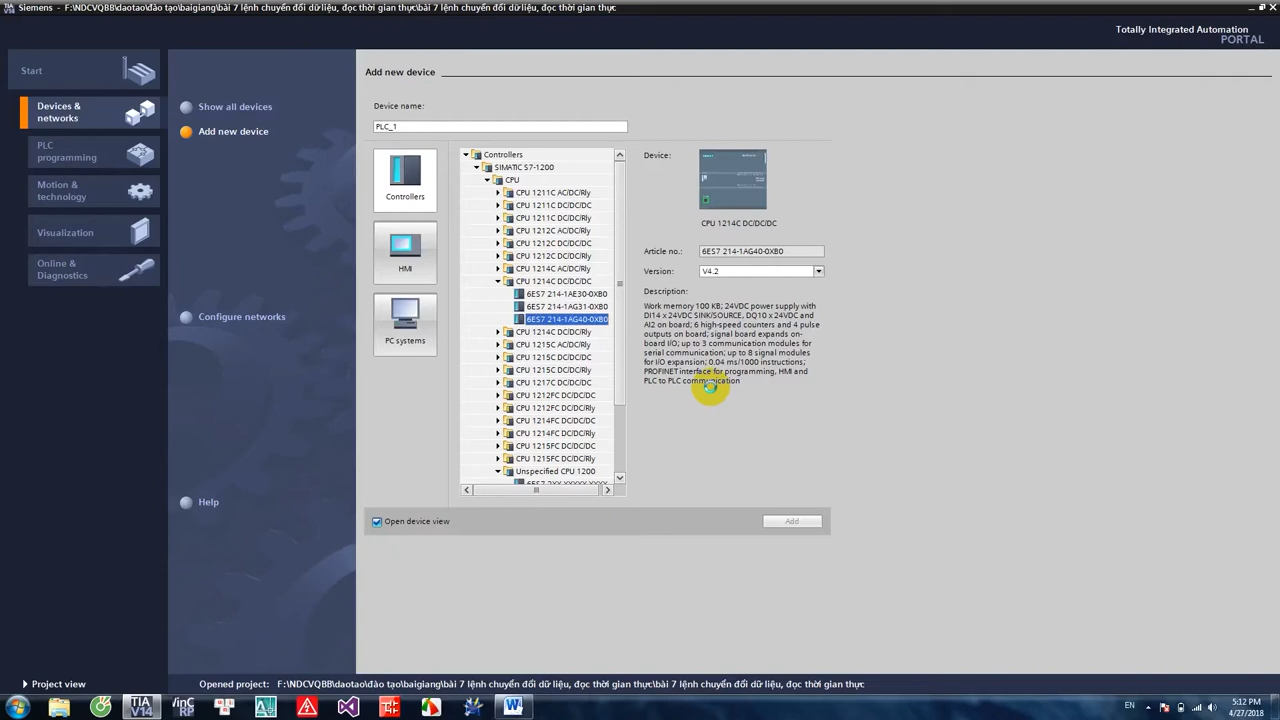 Siemens - F:\NDCVQBB\daotao\đào tạo\baigiang\bài 7 lệnh chuyển đổi dữ liệu, đọc thời gian thực\bài 7 lệnh chuyển đổi dữ liệu, đọc thời gian thực
Totally Integrated Automation
PORTAL
Start
Devices &
networks
PLC
programming
Motion &
technology
Visualization
Online &
Diagnostics
Show all devices
Add new device
Configure networks
Help
Add new device
Device name:
PLC_1
Controllers
HMI
PC systems
Controllers
SIMATIC S7-1200
CPU
CPU 1211C AC/DC/Rly
CPU 1211C DC/DC/DC
CPU 1211C DC/DC/Rly
CPU 1212C AC/DC/Rly
CPU 1212C DC/DC/DC
CPU 1212C DC/DC/Rly
CPU 1214C AC/DC/Rly
CPU 1214C DC/DC/DC
6ES7 214-1AE30-0XB0
6ES7 214-1AG31-0XB0
6ES7 214-1AG40-0XB0
CPU 1214C DC/DC/Rly
CPU 1215C AC/DC/Rly
CPU 1215C DC/DC/DC
CPU 1215C DC/DC/Rly
CPU 1217C DC/DC/DC
CPU 1212FC DC/DC/DC
CPU 1212FC DC/DC/Rly
CPU 1214FC DC/DC/DC
CPU 1214FC DC/DC/Rly
CPU 1215FC DC/DC/DC
CPU 1215FC DC/DC/Rly
Unspecified CPU 1200
Device:
CPU 1214C DC/DC/DC
Article no.:
6ES7 214-1AG40-0XB0
Version:
V4.2
Description:
Work memory 100 KB; 24VDC power supply with
DI14 x 24VDC SINK/SOURCE, DQ10 x 24VDC and
AI2 on board; 6 high-speed counters and 4 pulse
outputs on board; signal board expands on-
board I/O; up to 3 communication modules for
serial communication; up to 8 signal modules
for I/O expansion; 0.04 ms/1000 instructions;
PROFINET interface for programming, HMI and
PLC to PLC communication
Open device view
Add
Project view
Opened project: F:\NDCVQBB\daotao\đào tạo\baigiang\bài 7 lệnh chuyển đổi dữ liệu, đọc thời gian thực\bài 7 lệnh chuyển đổi dữ liệu, đọc thời gian thực
EN
5:12 PM
4/27/2018